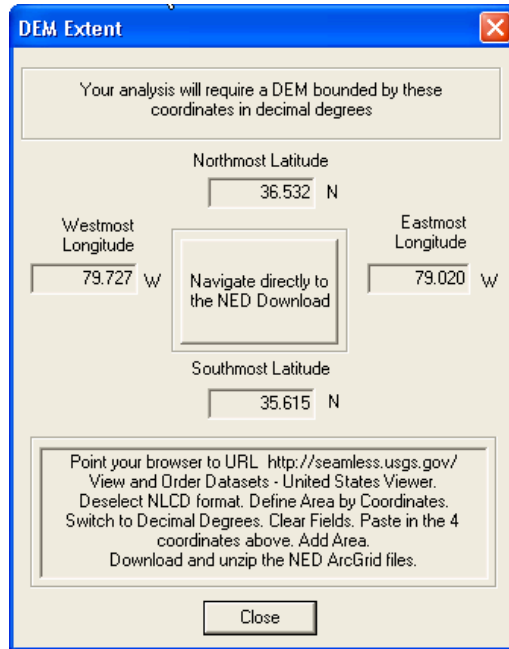 DEM Extent
Your analysis will require a DEM bounded by these
coordinates in decimal degrees
Northmost Latitude
36.532 N
Westmost
Longitude
79.727 W
Navigate directly to
the NED Download
Eastmost
Longitude
79.020 W
Southmost Latitude
35.615 N
Point your browser to URL http://seamless.usgs.gov/
View and Order Datasets - United States Viewer.
Deselect NLCD format. Define Area by Coordinates.
Switch to Decimal Degrees. Clear Fields. Paste in the 4
coordinates above. Add Area.
Download and unzip the NED ArcGrid files.
Close